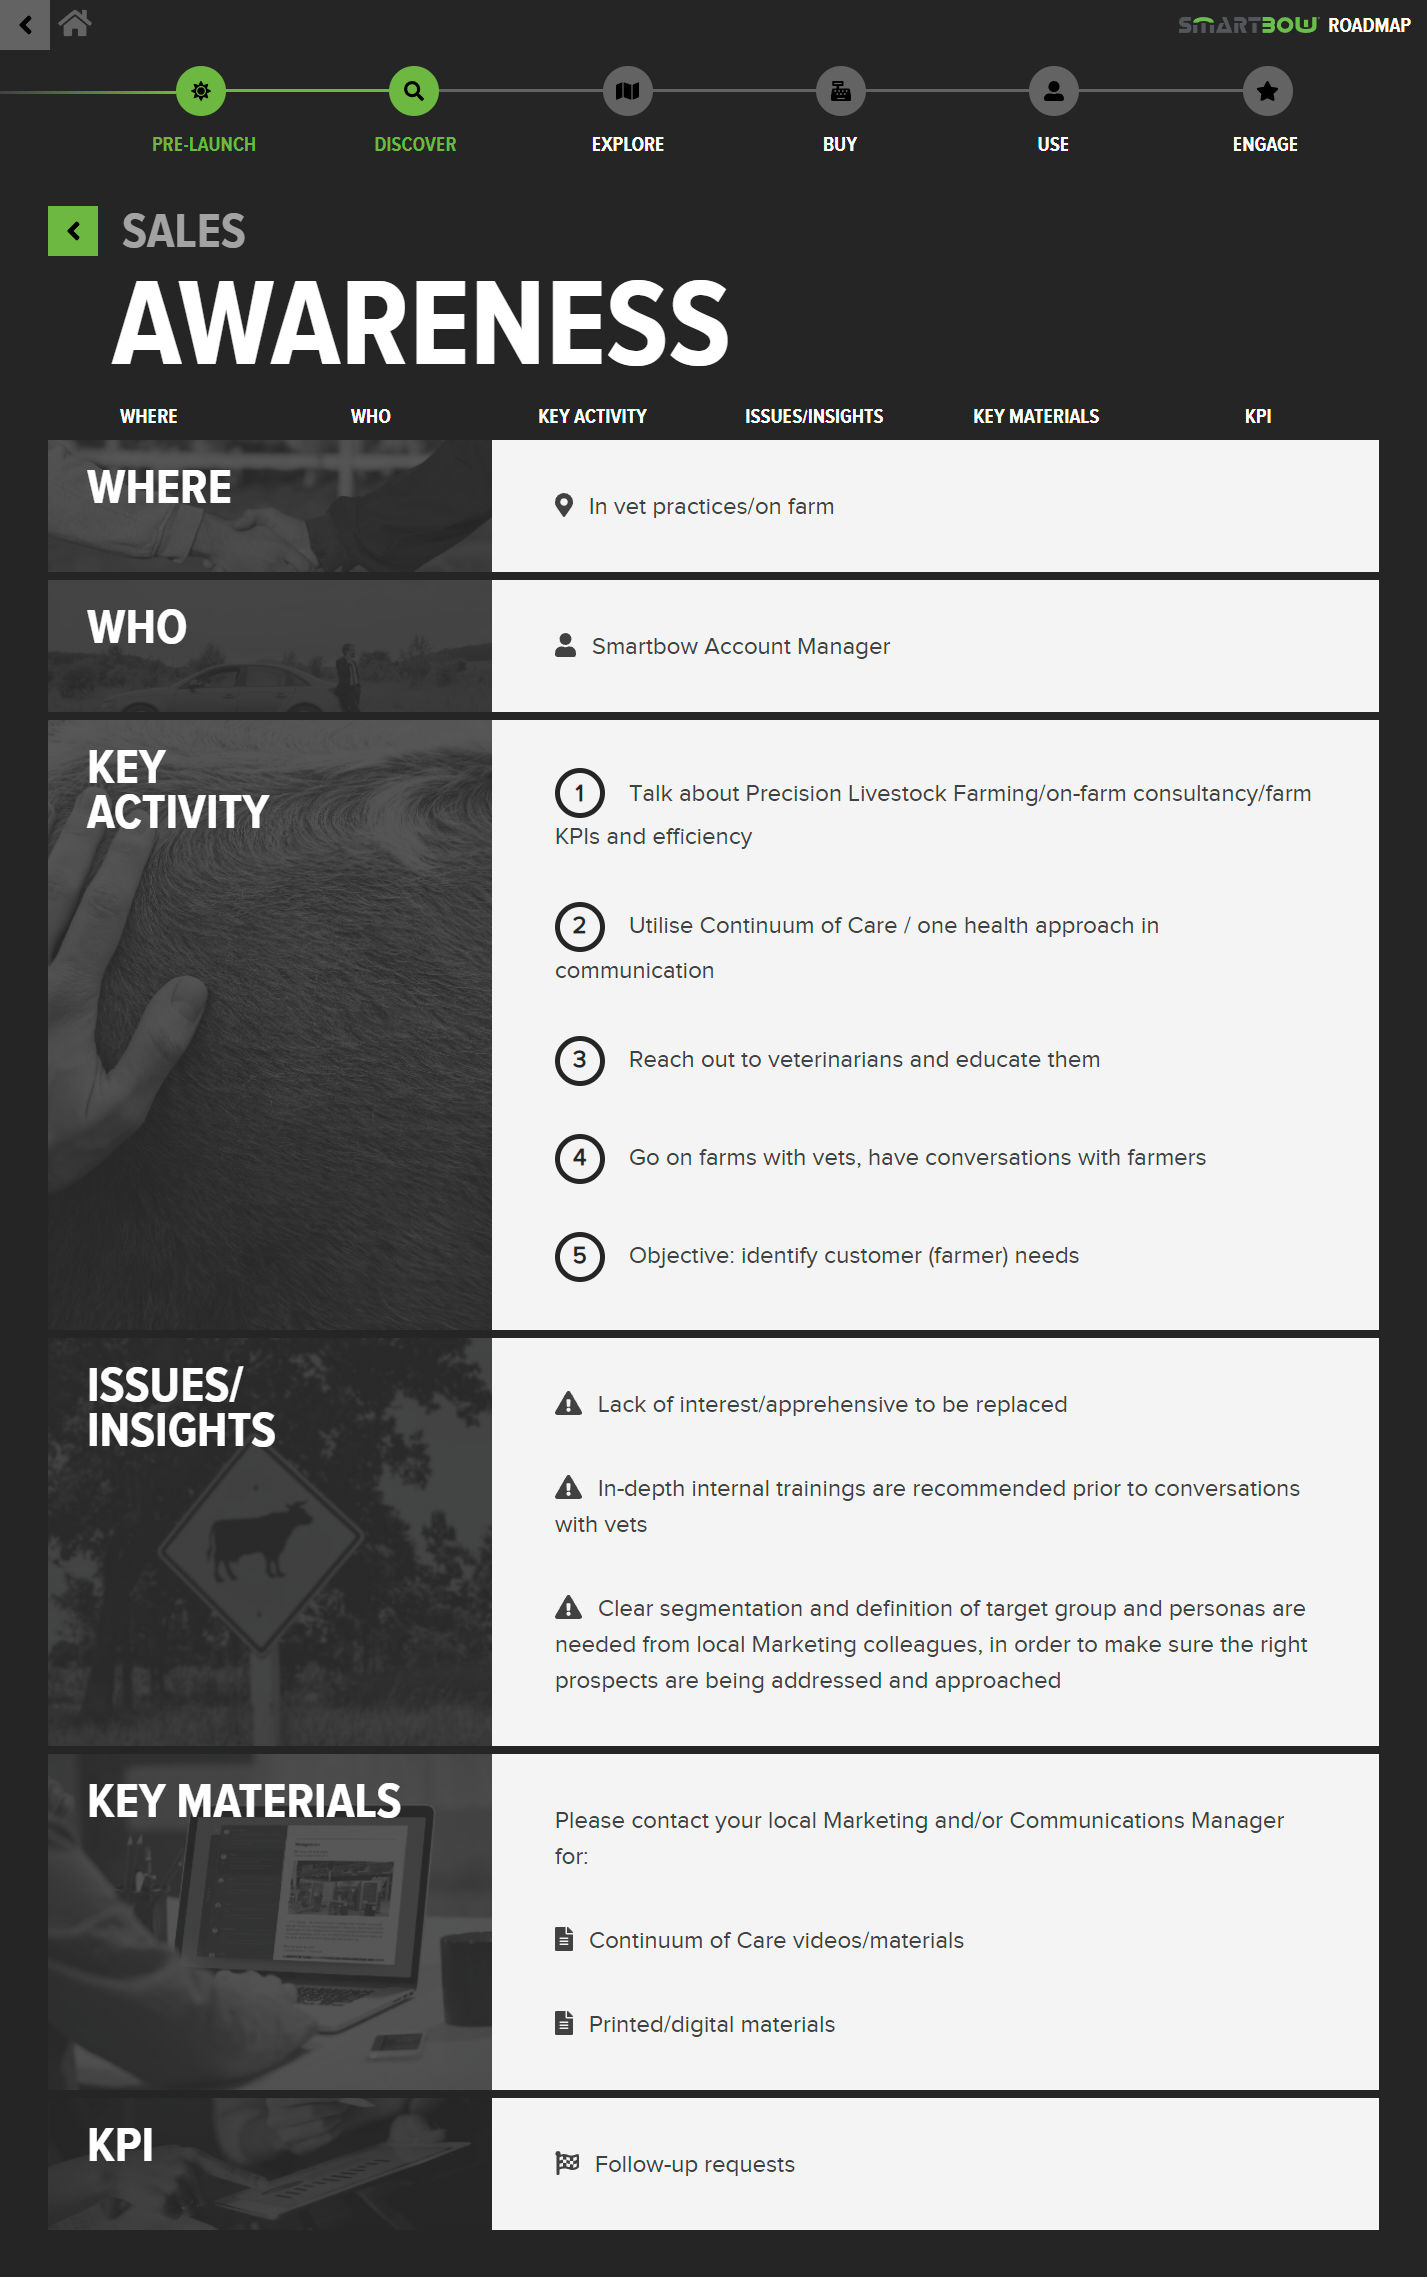 SMARTBOW ROADMAP
PRE-LAUNCH
DISCOVER
EXPLORE
BUY
USE
ENGAGE
SALES
AWARENESS
WHERE
WHO
KEY ACTIVITY
ISSUES/INSIGHTS
KEY MATERIALS
KPI
WHERE
In vet practices/on farm
WHO
Smartbow Account Manager
KEY
ACTIVITY
1 Talk about Precision Livestock Farming/on-farm consultancy/farm
KPIs and efficiency
2 Utilise Continuum of Care / one health approach in
communication
3 Reach out to veterinarians and educate them
4 Go on farms with vets, have conversations with farmers
5 Objective: identify customer (farmer) needs
ISSUES/
INSIGHTS
Lack of interest/apprehensive to be replaced
In-depth internal trainings are recommended prior to conversations
with vets
Clear segmentation and definition of target group and personas are
needed from local Marketing colleagues, in order to make sure the right
prospects are being addressed and approached
KEY MATERIALS
Please contact your local Marketing and/or Communications Manager
for:
Continuum of Care videos/materials
Printed/digital materials
KPI
Follow-up requests